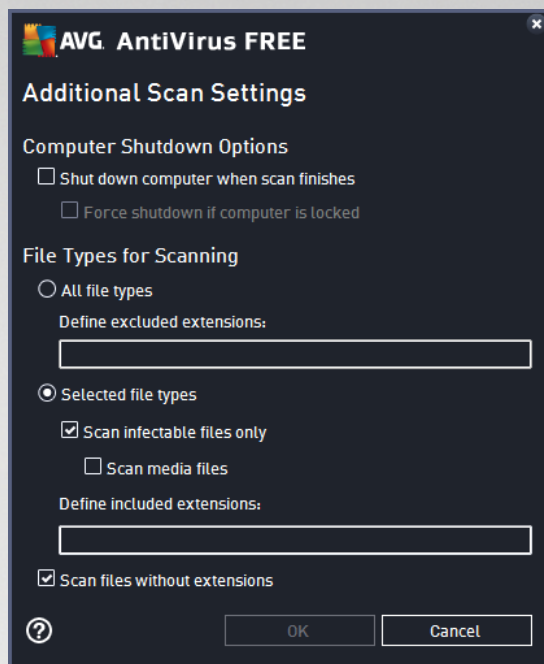 AVG. AntiVirus FREE
Additional Scan Settings
Computer Shutdown Options
Shut down computer when scan finishes
Force shutdown if computer is locked
File Types for Scanning
All file types
Define excluded extensions:
Selected file types
Scan infectable files only
Scan media files
Define included extensions:
Scan files without extensions
OK Cancel